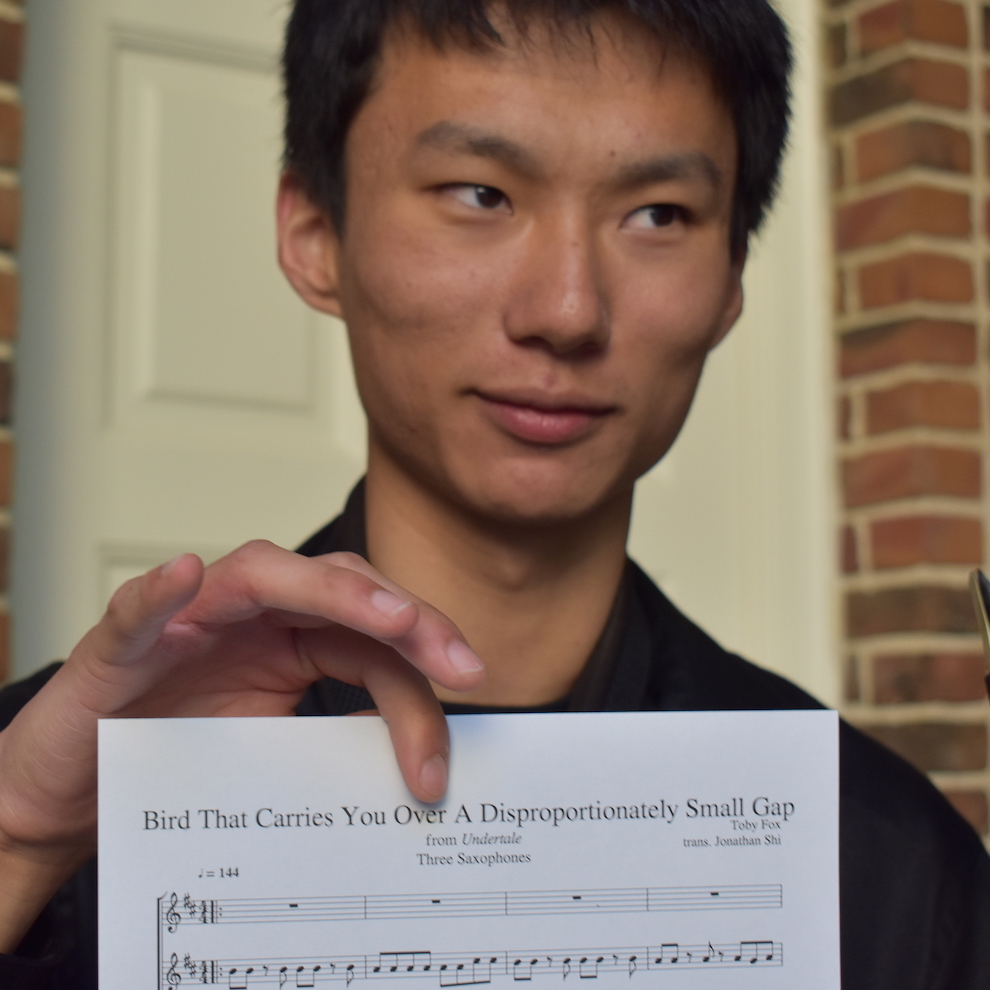 Bird That Carries You Over A Disproportionately Small Gap
Toby Fox
from Undertale
trans. Jonathan Shi
Three Saxophones
♩ = 144